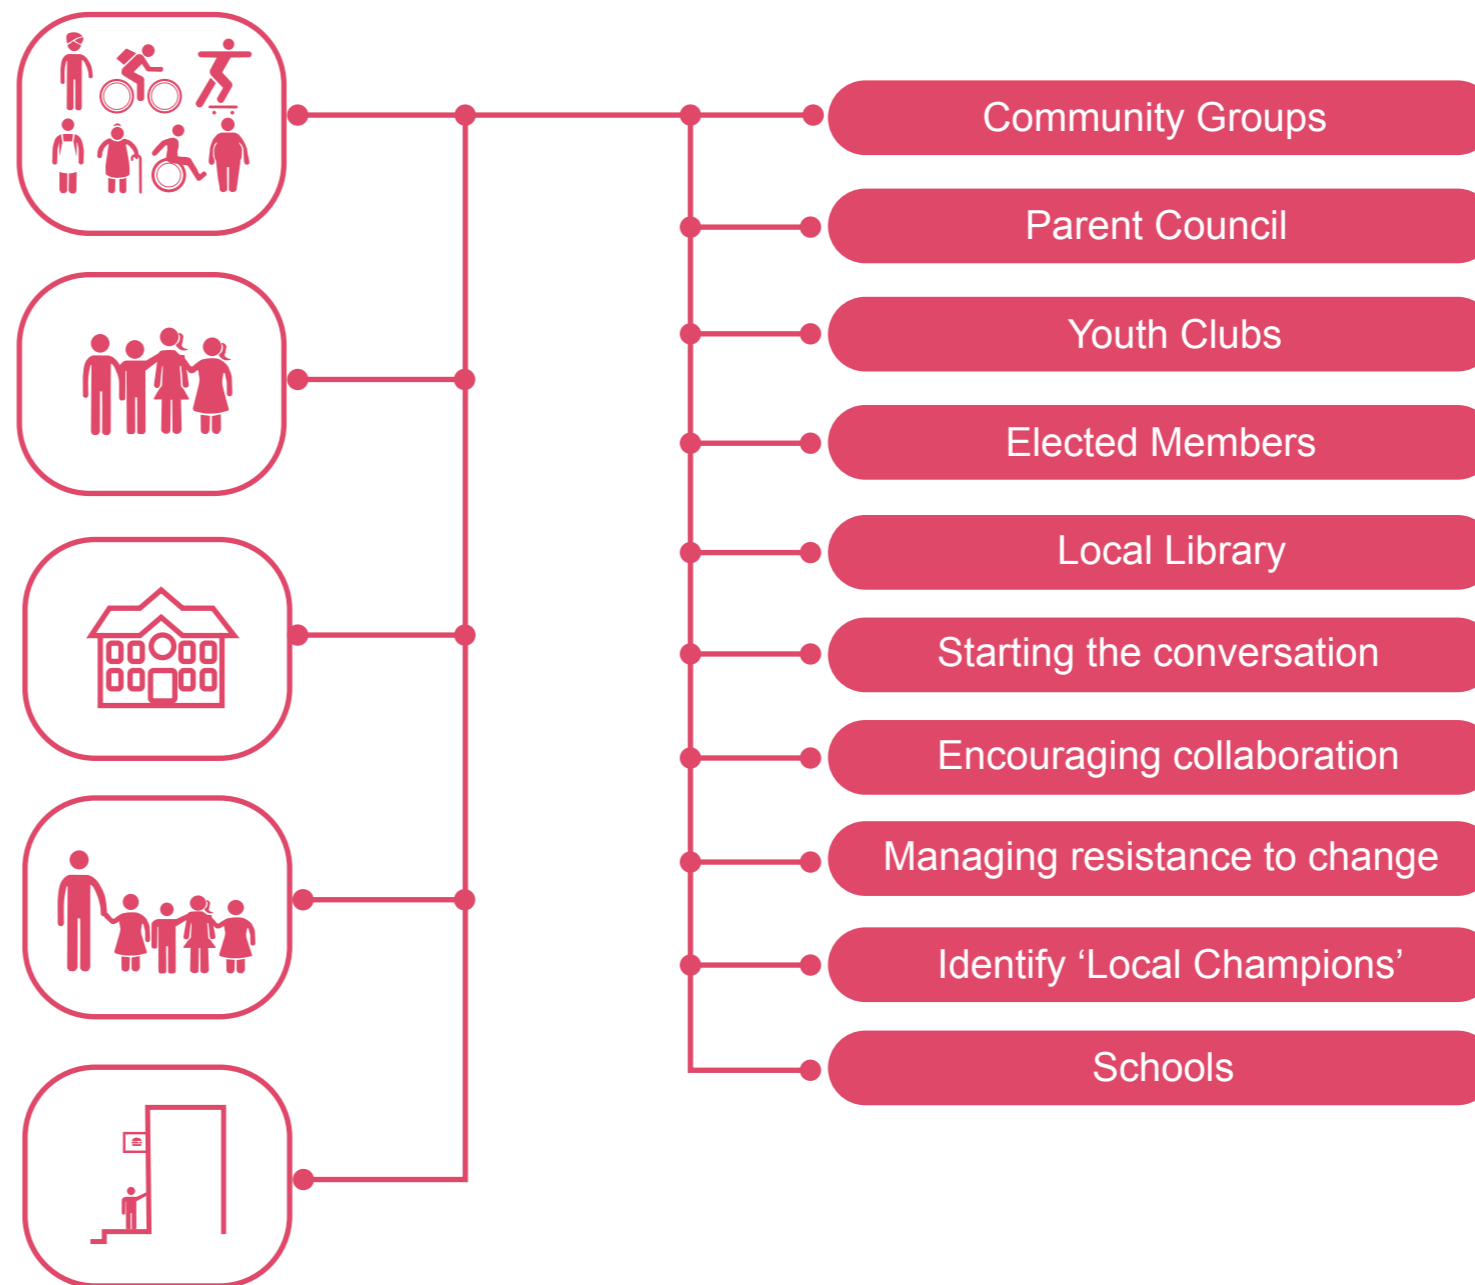 Community Groups
Parent Council
Youth Clubs
Elected Members
Local Library
Starting the conversation
Encouraging collaboration
Managing resistance to change
Identify ‘Local Champions’
Schools